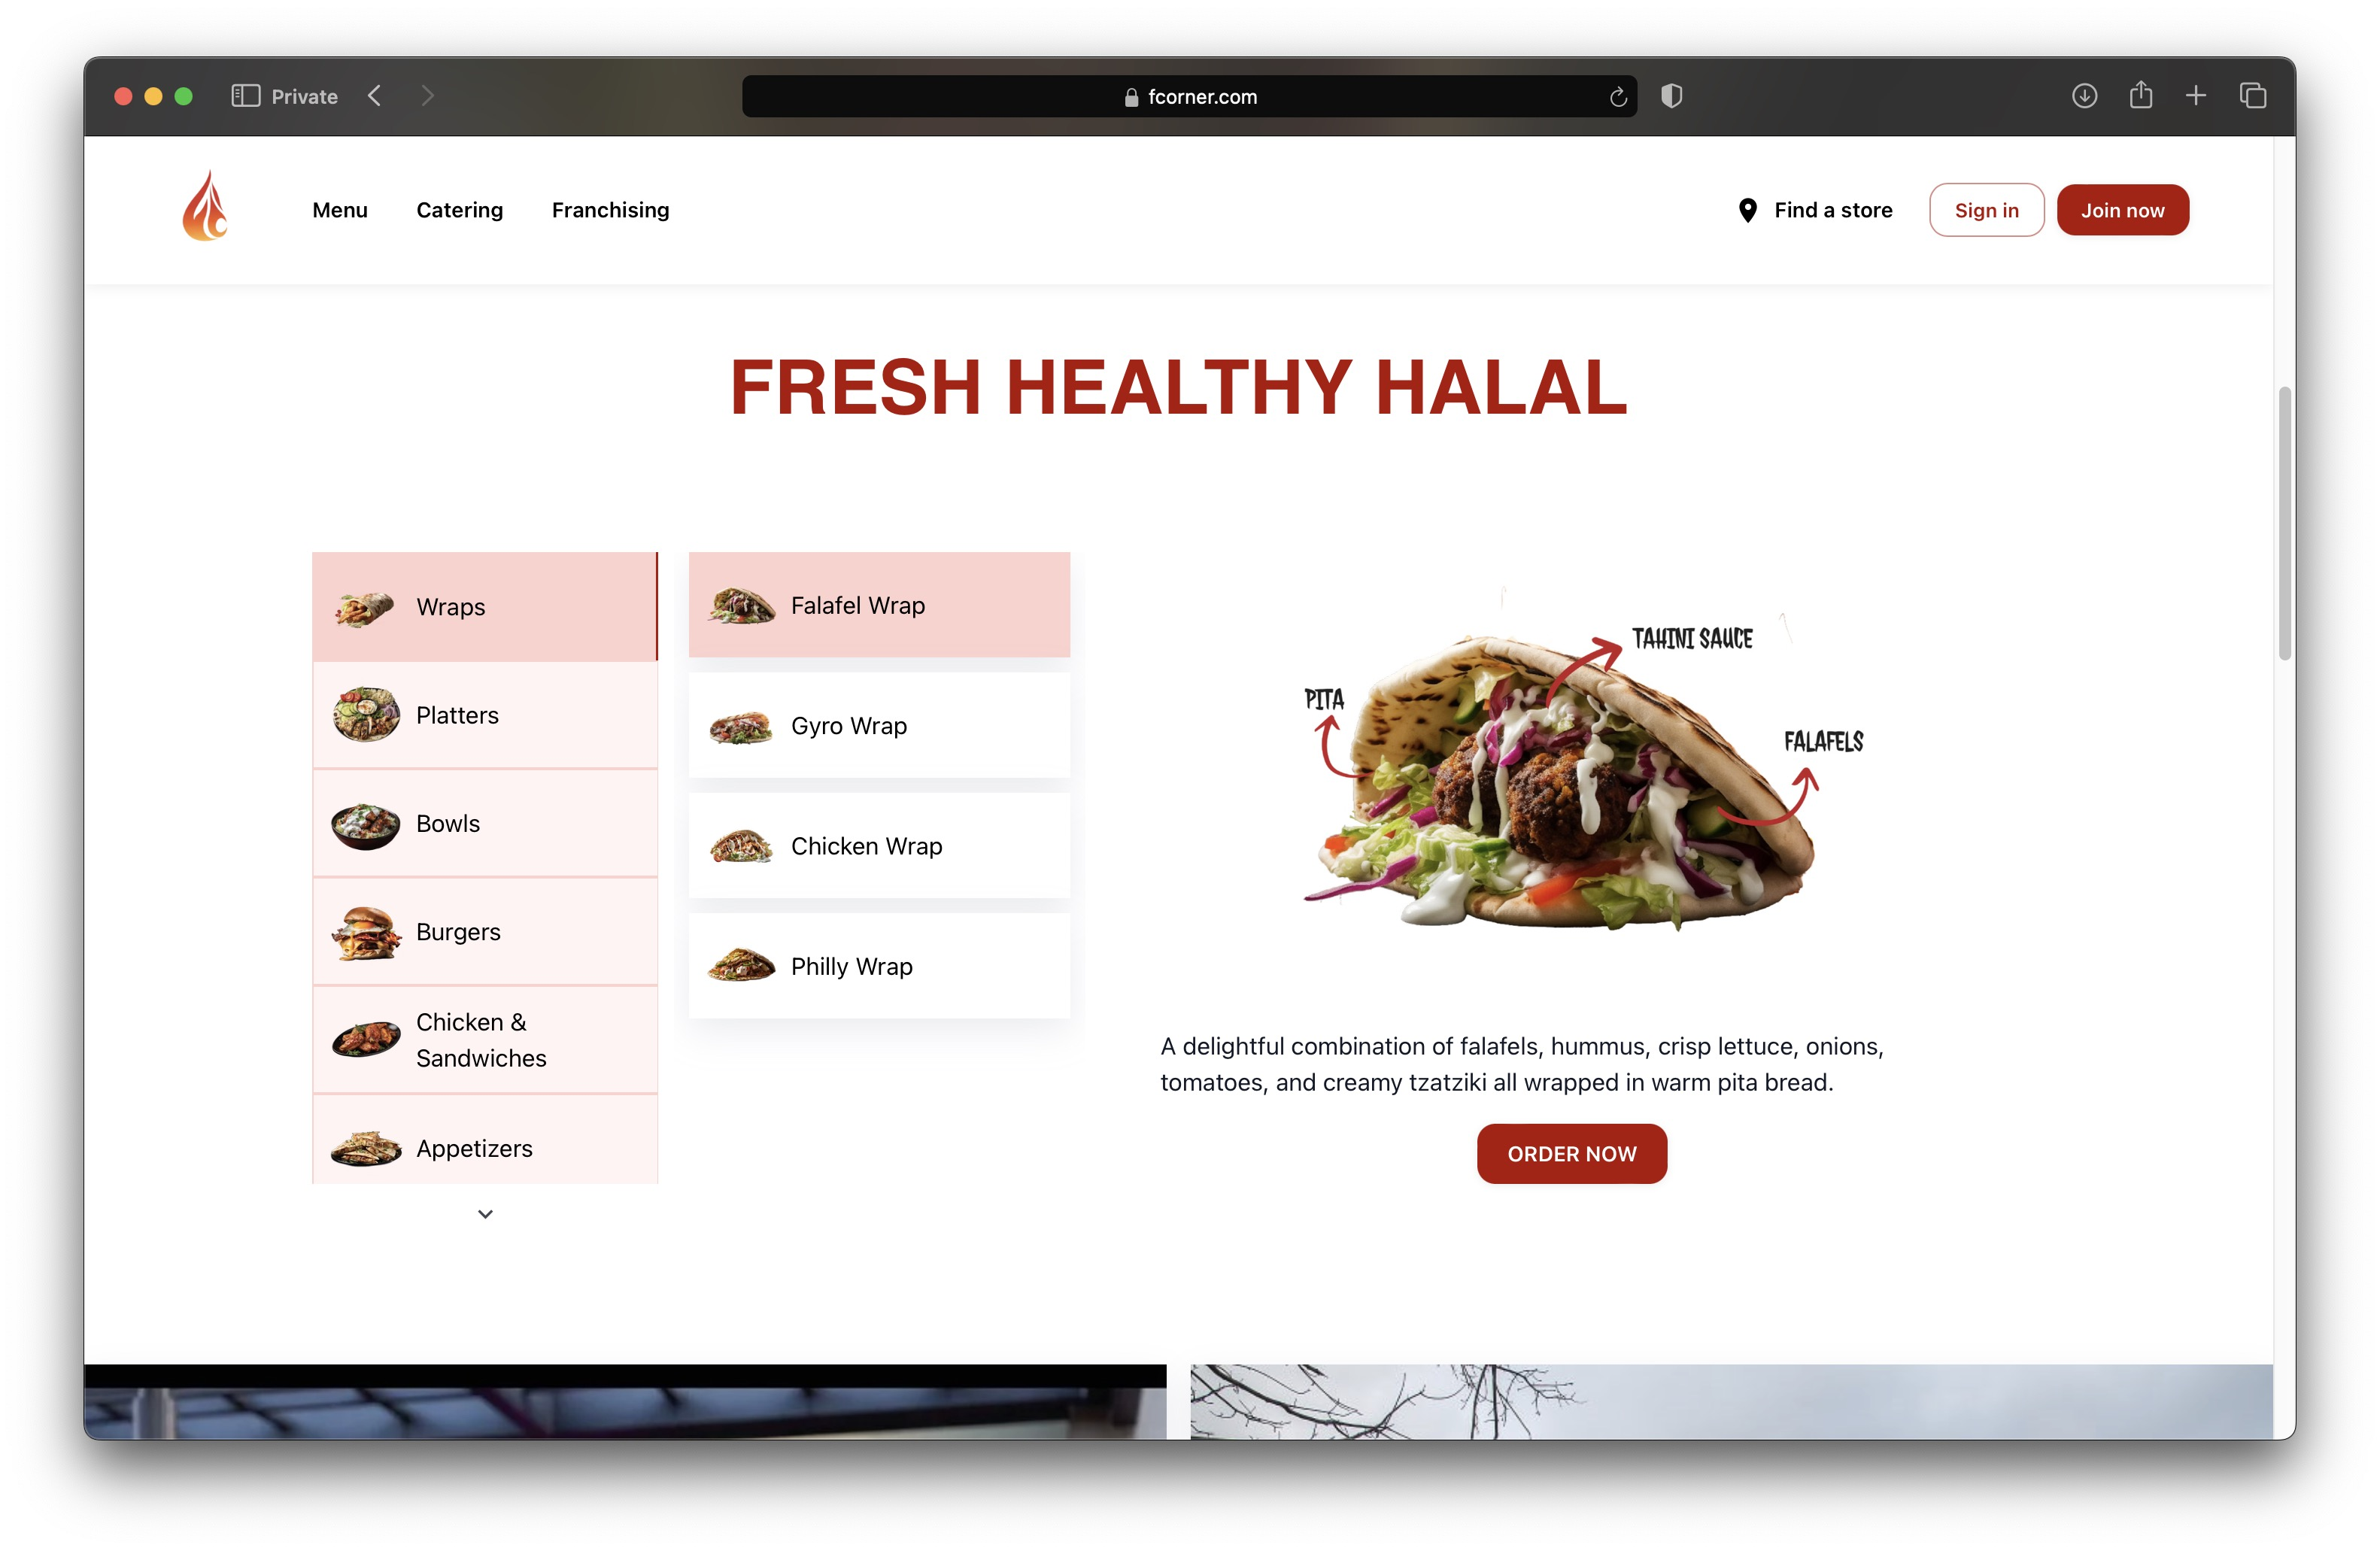 Private
fcorner.com
Menu
Catering
Franchising
Find a store
Sign in
Join now
FRESH HEALTHY HALAL
Wraps
Platters
Bowls
Burgers
Chicken &
Sandwiches
Appetizers
Falafel Wrap
Gyro Wrap
Chicken Wrap
Philly Wrap
TAHINI SAUCE
PITA
FALAFELS
A delightful combination of falafels, hummus, crisp lettuce, onions,
tomatoes, and creamy tzatziki all wrapped in warm pita bread.
ORDER NOW